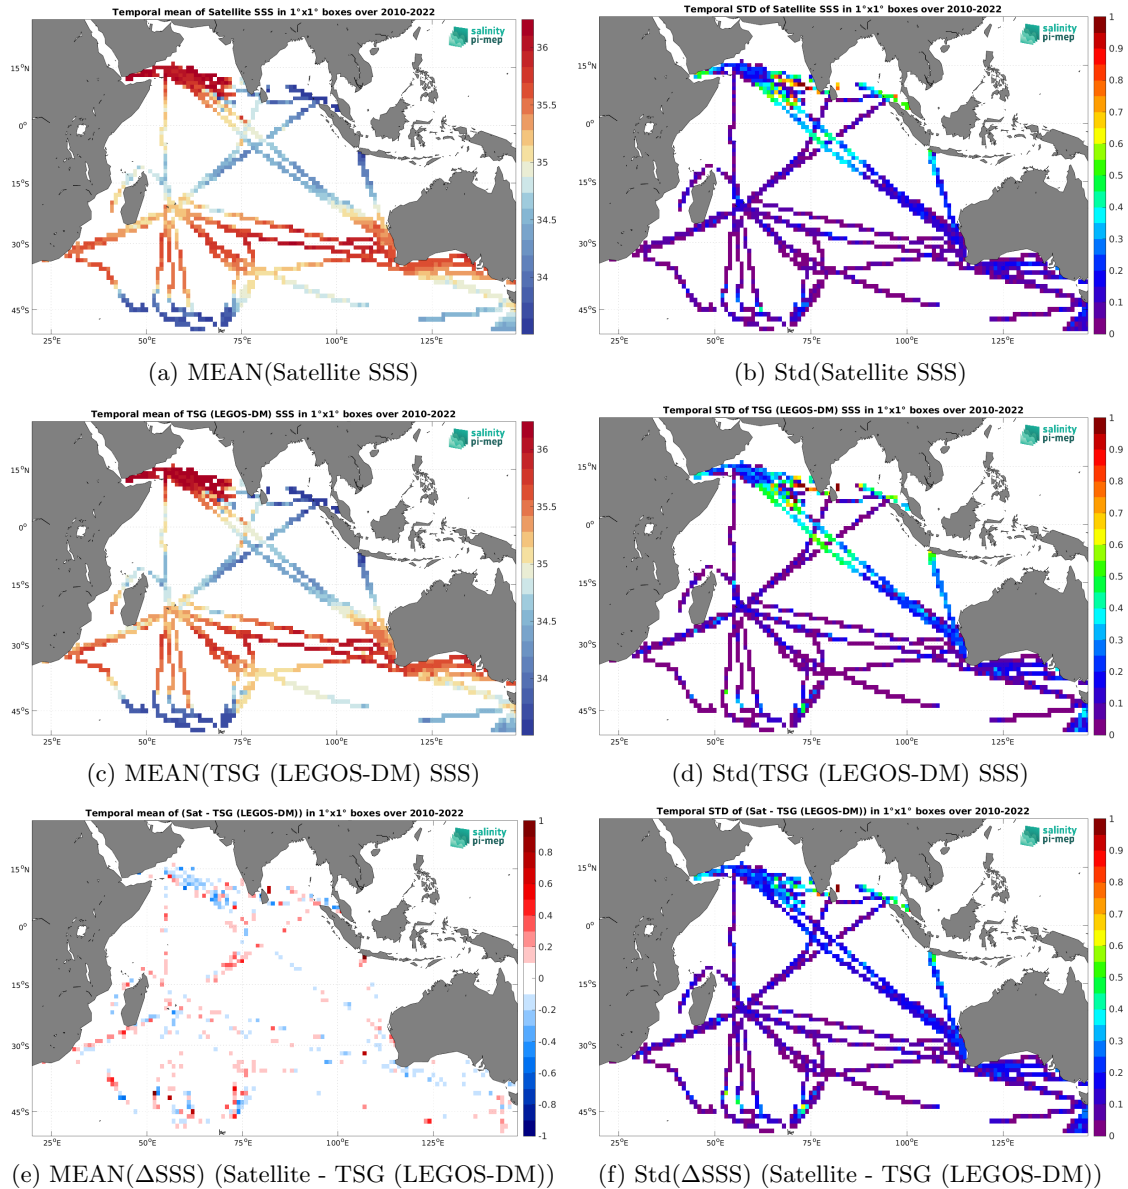 Temporal mean of Satellite SSS in 1°x1° boxes over 2010-2022
salinity
pi-mep
15°N
0°
15°S
30°S
45°S
25°E
50°E
75°E
100°E
125°E
36
35.5
35
34.5
34
(a) MEAN(Satellite SSS)
Temporal STD of Satellite SSS in 1°x1° boxes over 2010-2022
salinity
pi-mep
15°N
0°
15°S
30°S
45°S
25°E
50°E
75°E
100°E
125°E
1
0.9
0.8
0.7
0.6
0.5
0.4
0.3
0.2
0.1
0
(b) Std(Satellite SSS)
Temporal mean of TSG (LEGOS-DM) SSS in 1°x1° boxes over 2010-2022
salinity
pi-mep
15°N
0°
15°S
30°S
45°S
25°E
50°E
75°E
100°E
125°E
36
35.5
35
34.5
34
(c) MEAN(TSG (LEGOS-DM) SSS)
Temporal STD of TSG (LEGOS-DM) SSS in 1°x1° boxes over 2010-2022
salinity
pi-mep
15°N
0°
15°S
30°S
45°S
25°E
50°E
75°E
100°E
125°E
1
0.9
0.8
0.7
0.6
0.5
0.4
0.3
0.2
0.1
0
(d) Std(TSG (LEGOS-DM) SSS)
Temporal mean of (Sat - TSG (LEGOS-DM)) in 1°x1° boxes over 2010-2022
salinity
pi-mep
15°N
0°
15°S
30°S
45°S
25°E
50°E
75°E
100°E
125°E
1
0.8
0.6
0.4
0.2
0
-0.2
-0.4
-0.6
-0.8
-1
(e) MEAN(ΔSSS) (Satellite - TSG (LEGOS-DM))
Temporal STD of (Sat - TSG (LEGOS-DM)) in 1°x1° boxes over 2010-2022
salinity
pi-mep
15°N
0°
15°S
30°S
45°S
25°E
50°E
75°E
100°E
125°E
1
0.9
0.8
0.7
0.6
0.5
0.4
0.3
0.2
0.1
0
(f) Std(ΔSSS) (Satellite - TSG (LEGOS-DM))